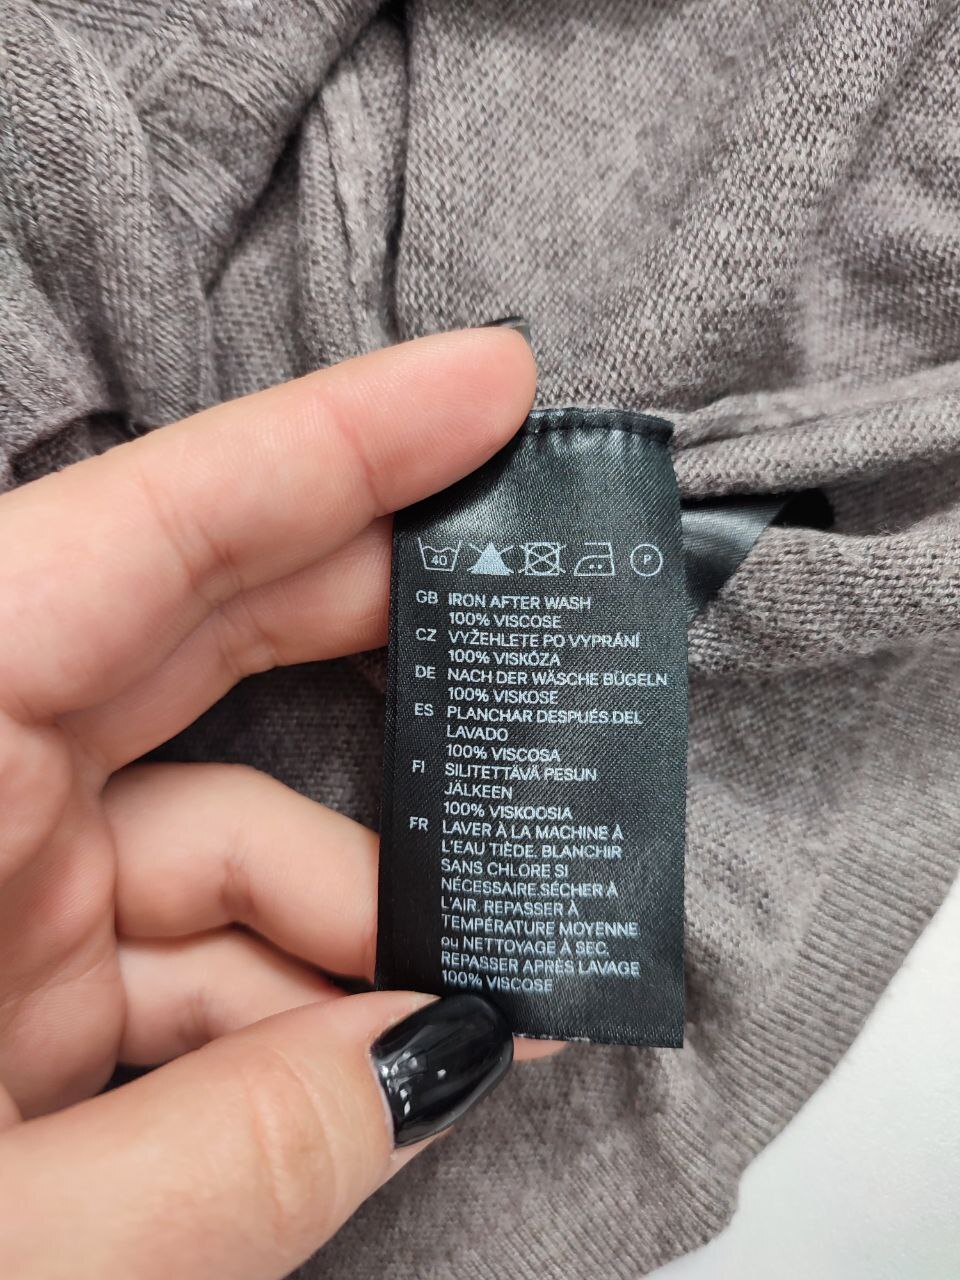 40 P
GB IRON AFTER WASH
100% VISCOSE
CZ VYŽEHLETE PO VYPRÁNÍ
100% VISKÓZA
DE NACH DER WÄSCHE BÜGELN
100% VISKOSE
ES PLANCHAR DESPUÉS DEL
LAVADO
100% VISCOSA
FI SILITETTÄVÄ PESUN
JÄLKEEN
100% VISKOOSIA
FR LAVER À LA MACHINE À
L'EAU TIÈDE. BLANCHIR
SANS CHLORE SI
NÉCESSAIRE.SÉCHER À
L'AIR. REPASSER À
TEMPÉRATURE MOYENNE
ou NETTOYAGE À SEC.
REPASSER APRÈS LAVAGE
100% VISCOSE